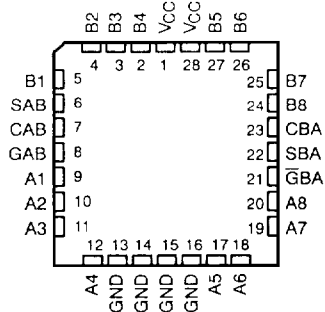 B2 B3 B4 VCC VCC B5 B6
4 3 2 1 28 27 26
B1 5 25 B7
SAB 6 24 B8
CAB 7 23 CBA
GAB 8 22 SBA
A1 9 21 G̅BA
A2 10 20 A8
A3 11 19 A7
12 13 14 15 16 17 18
A4 GND GND GND GND A5 A6